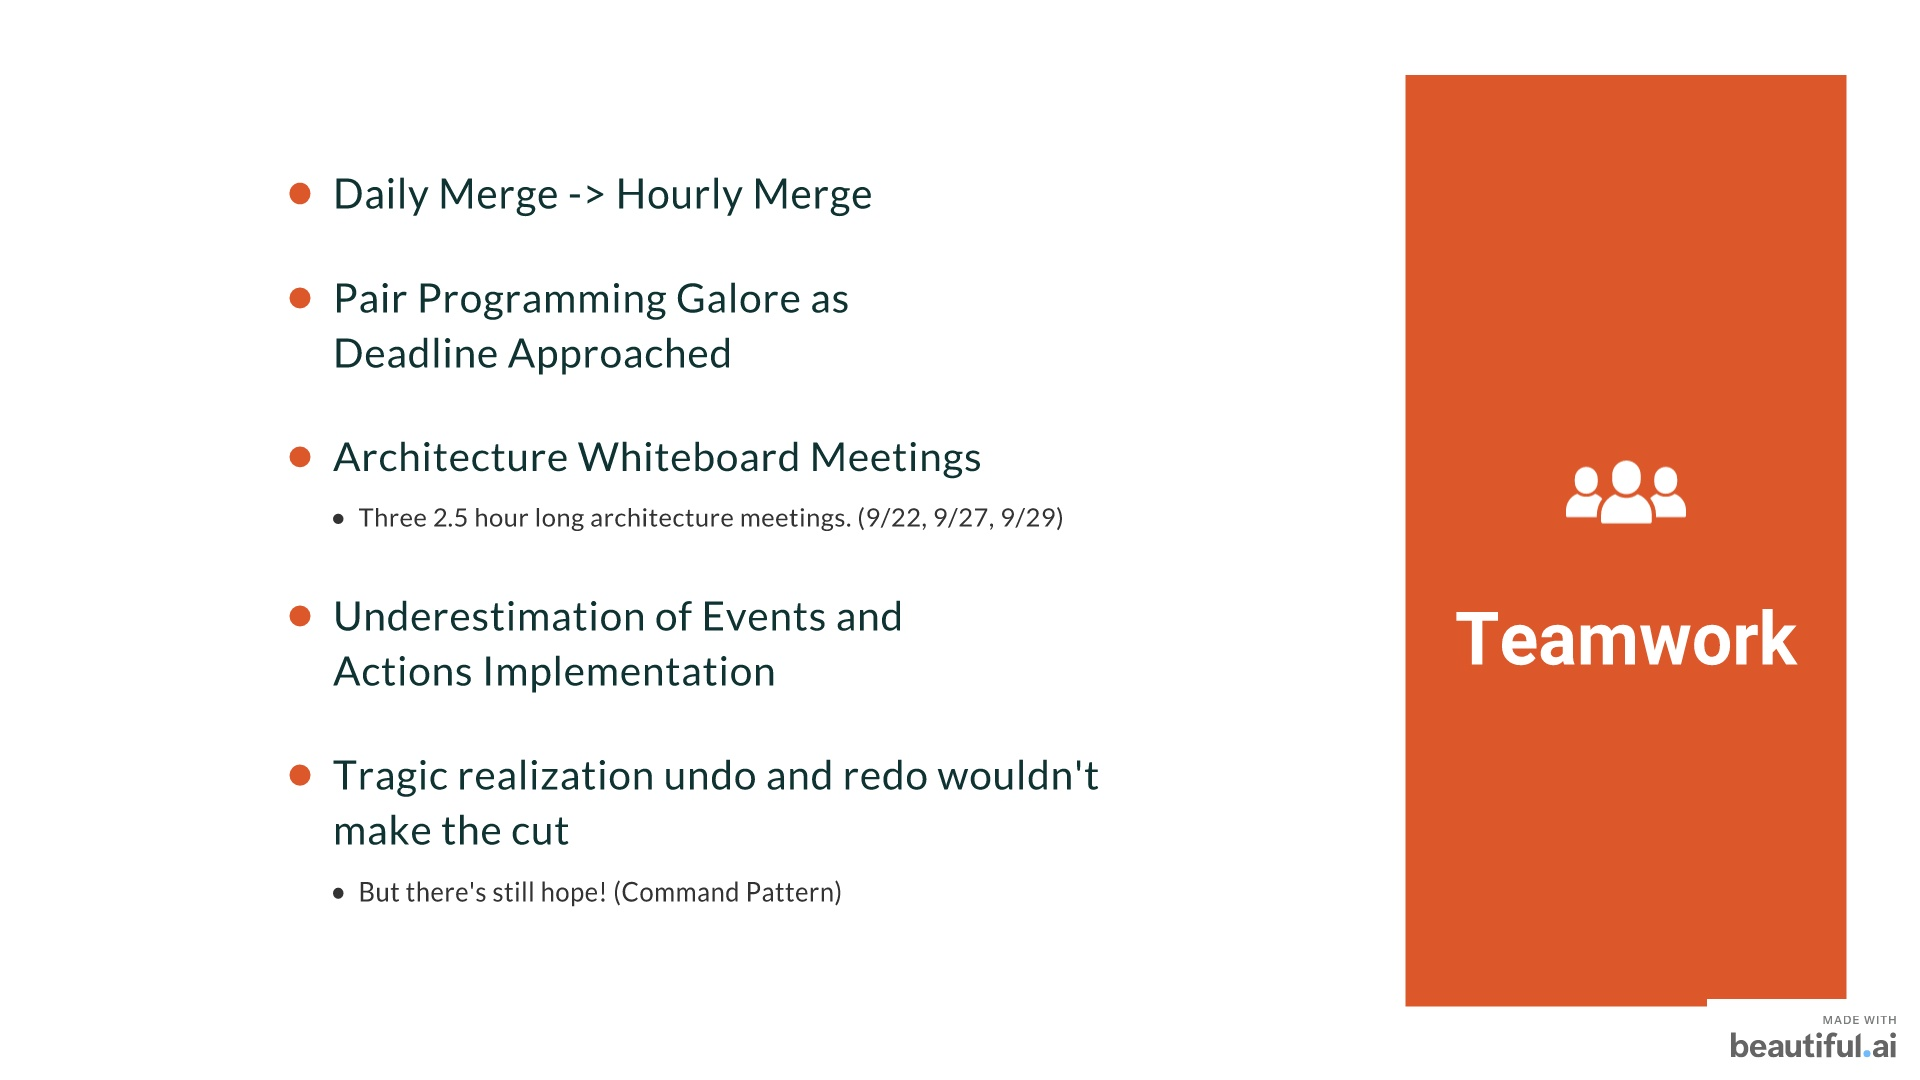 Daily Merge -> Hourly Merge
Pair Programming Galore as
Deadline Approached
Architecture Whiteboard Meetings
Three 2.5 hour long architecture meetings. (9/22, 9/27, 9/29)
Underestimation of Events and
Actions Implementation
Tragic realization undo and redo wouldn't
make the cut
But there's still hope! (Command Pattern)
Teamwork
MADE WITH
beautiful.ai